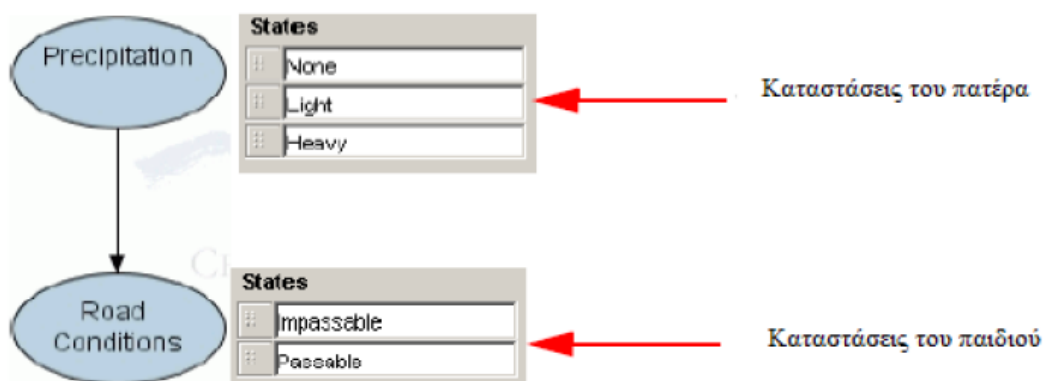 Precipitation
States
None
Light
Heavy
Καταστάσεις του πατέρα
Road
Conditions
States
Impassable
Passable
Καταστάσεις του παιδιού